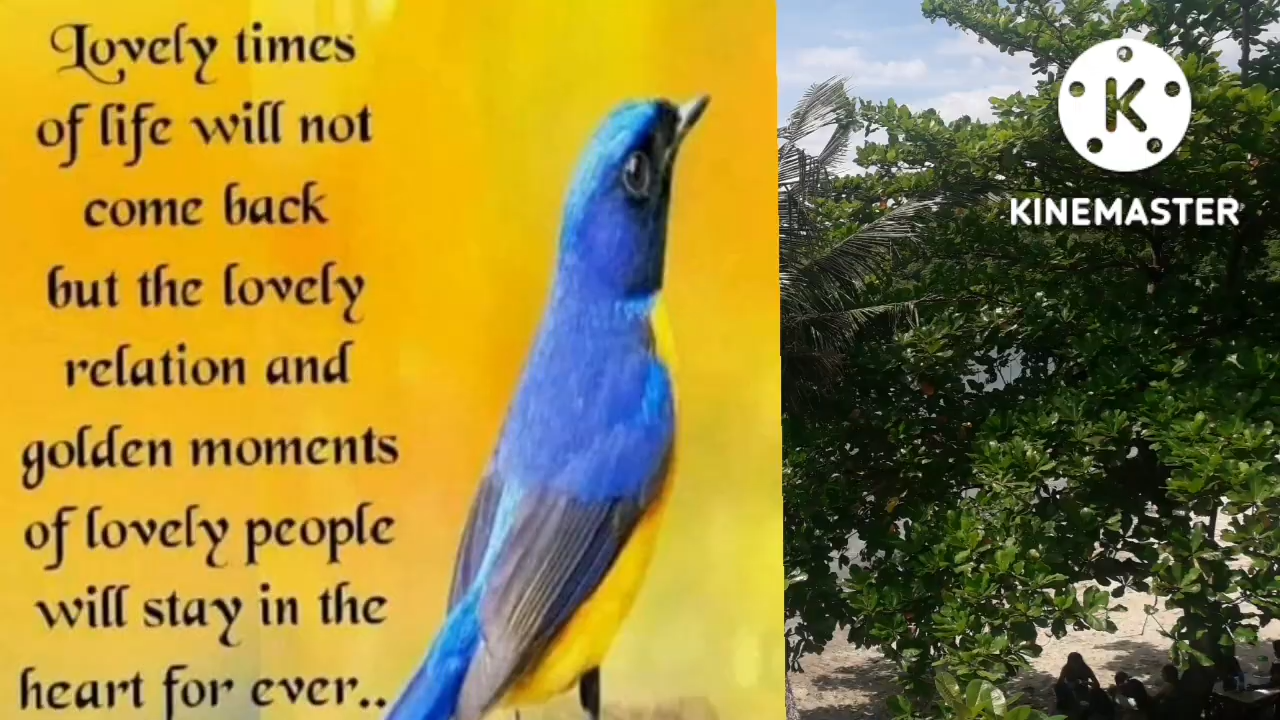 Lovely times
of life will not
come back
but the lovely
relation and
golden moments
of lovely people
will stay in the
heart for ever..
K
KINEMASTER